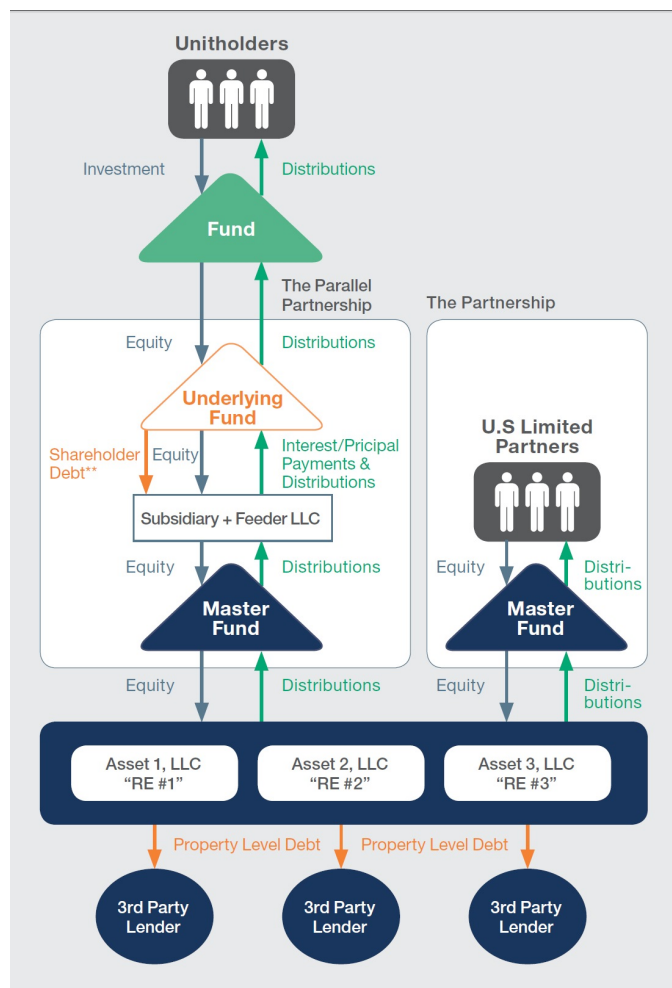 Unitholders
Investment
Distributions
Fund
The Parallel
Partnership
The Partnership
Equity
Distributions
Underlying
Fund
Shareholder
Debt**
Equity
Interest/Pricipal
Payments &
Distributions
U.S Limited
Partners
Subsidiary + Feeder LLC
Equity
Distributions
Equity
Distri-
butions
Master
Fund
Master
Fund
Equity
Distributions
Equity
Distri-
butions
Asset 1, LLC
“RE #1”
Asset 2, LLC
“RE #2”
Asset 3, LLC
“RE #3”
Property Level Debt
Property Level Debt
3rd Party
Lender
3rd Party
Lender
3rd Party
Lender